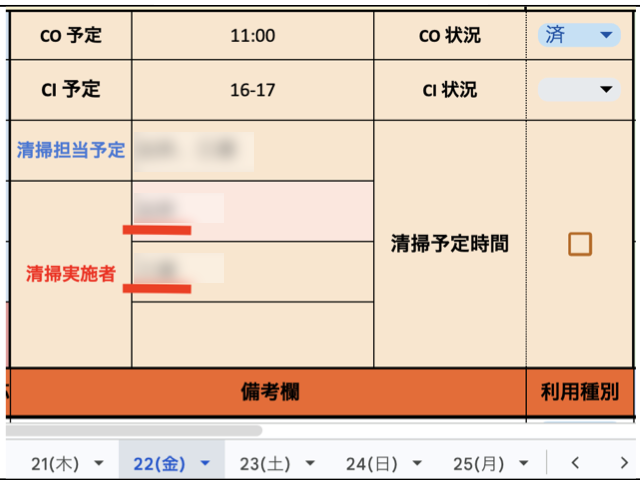 CO 予定 11:00 CO 状況 済
CI 予定 16-17 CI 状況
清掃担当予定
清掃実施者
清掃予定時間
備考欄 利用種別
21(木) 22(金) 23(土) 24(日) 25(月)